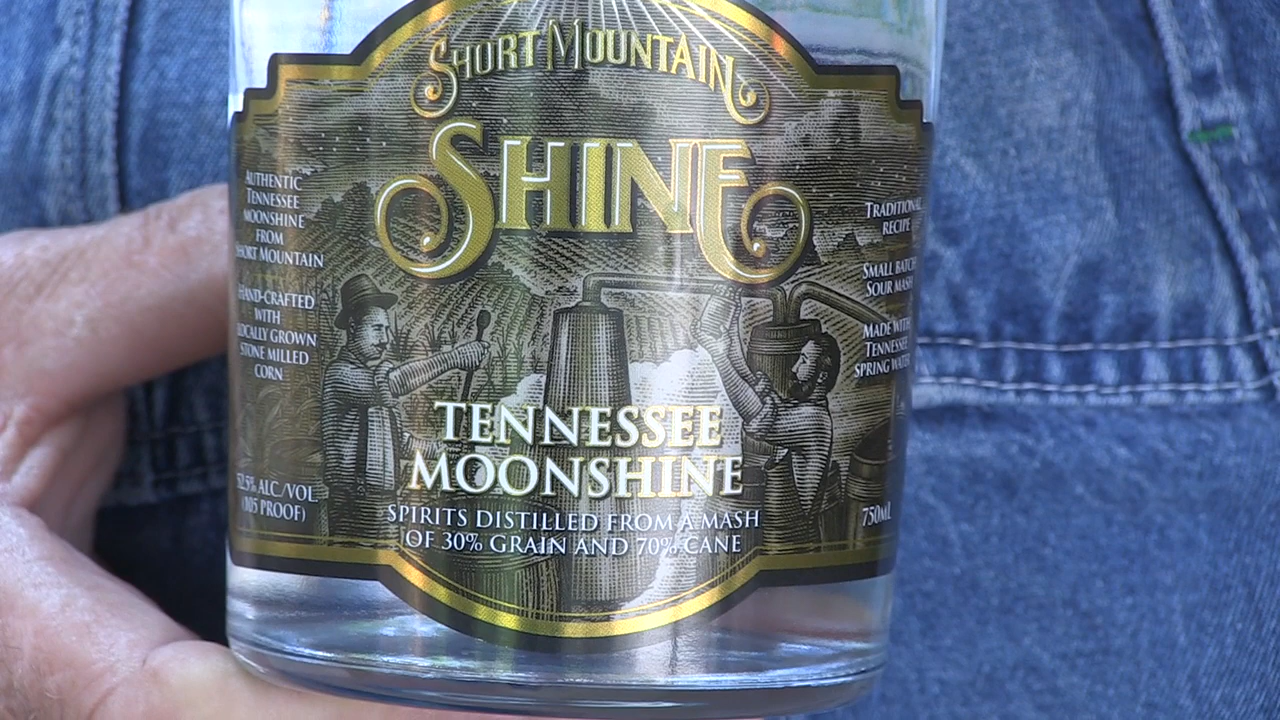 SHORT MOUNTAIN
SHINE
AUTHENTIC
TENNESSEE
MOONSHINE
FROM
SHORT MOUNTAIN
HAND-CRAFTED
WITH
LOCALLY GROWN
STONE MILLED
CORN
52.5% ALC/VOL
(105 PROOF)
TRADITIONAL
RECIPE
SMALL BATCH
SOUR MASH
MADE WITH
TENNESSEE
SPRING WATER
750ML
TENNESSEE
MOONSHINE
SPIRITS DISTILLED FROM A MASH
OF 30% GRAIN AND 70% CANE